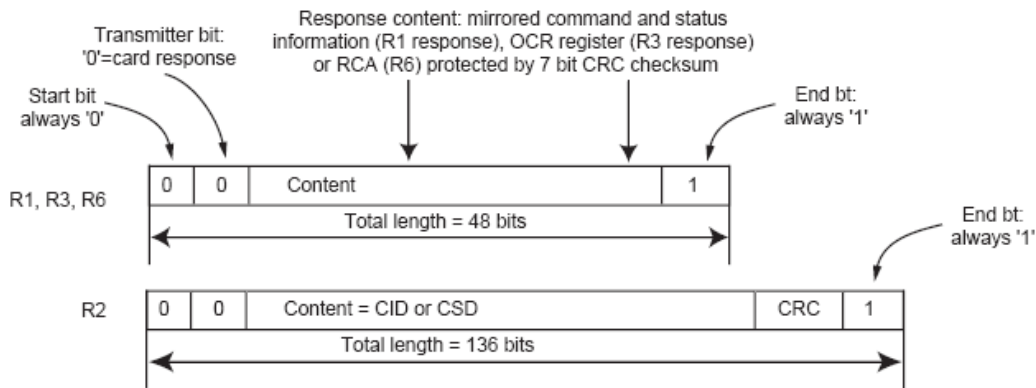 Response content: mirrored command and status
information (R1 response), OCR register (R3 response)
or RCA (R6) protected by 7 bit CRC checksum
Transmitter bit:
'0'=card response
Start bit
always '0'
End bt:
always '1'
R1, R3, R6
0 0 Content 1
Total length = 48 bits
End bt:
always '1'
R2
0 0 Content = CID or CSD CRC 1
Total length = 136 bits